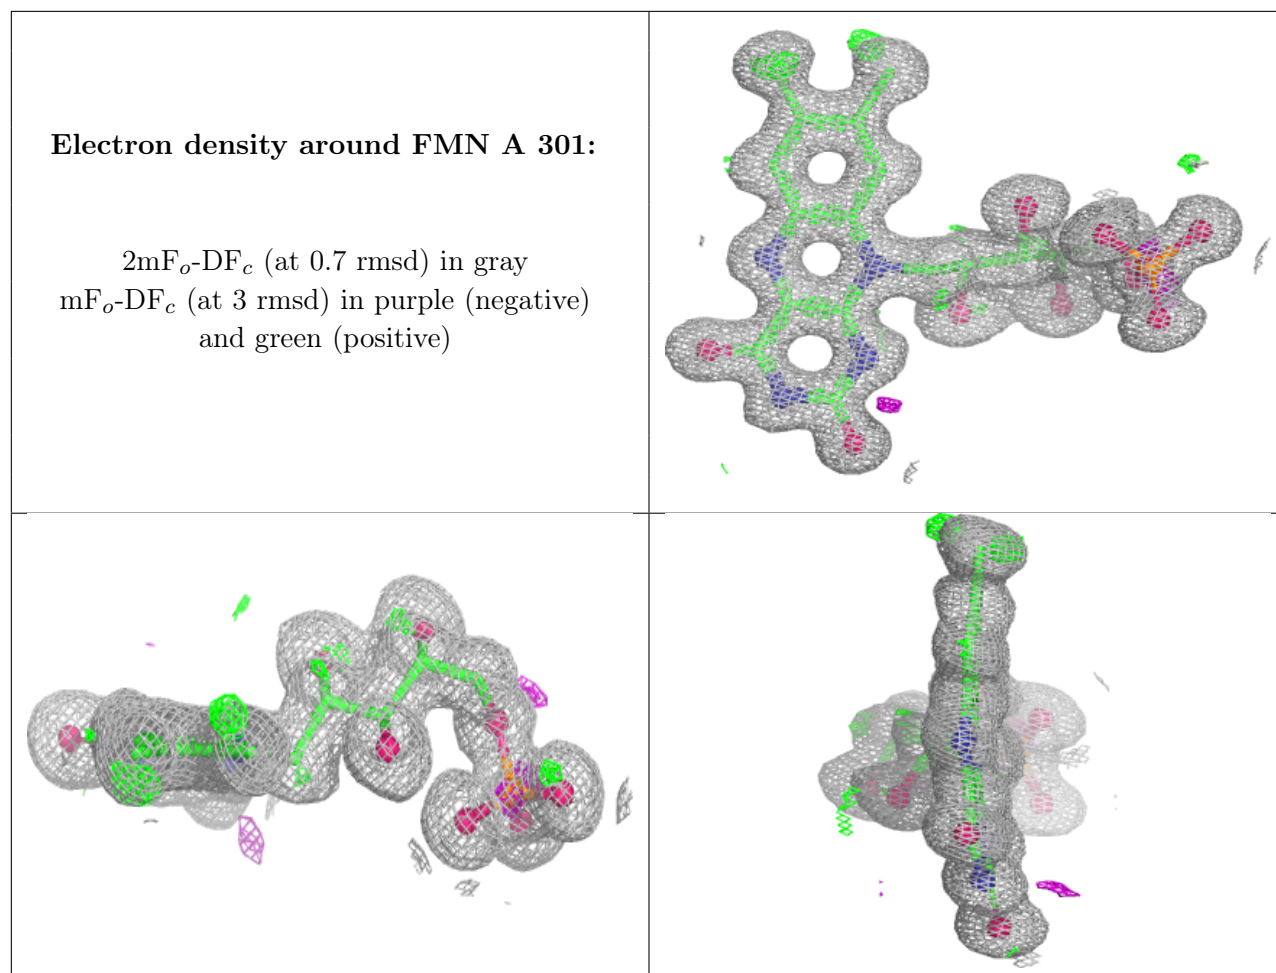 Electron density around FMN A 301:
2mFo-DFc (at 0.7 rmsd) in gray
mFo-DFc (at 3 rmsd) in purple (negative)
and green (positive)